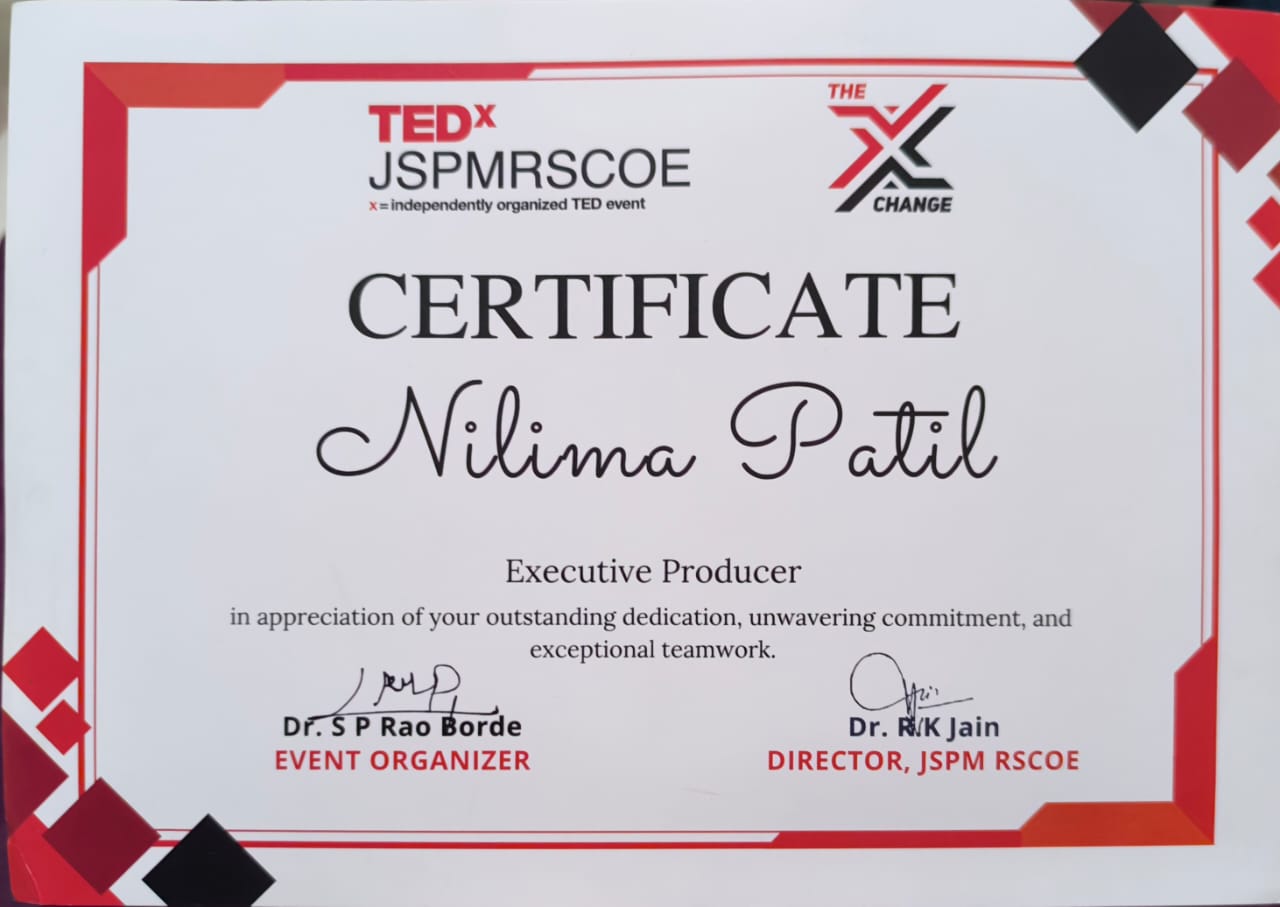 TEDx
JSPMRSCOE
x = independently organized TED event
THE
X
CHANGE
CERTIFICATE
Nilima Patil
Executive Producer
in appreciation of your outstanding dedication, unwavering commitment, and
exceptional teamwork.
Dr. S P Rao Borde
EVENT ORGANIZER
Dr. R K Jain
DIRECTOR, JSPM RSCOE